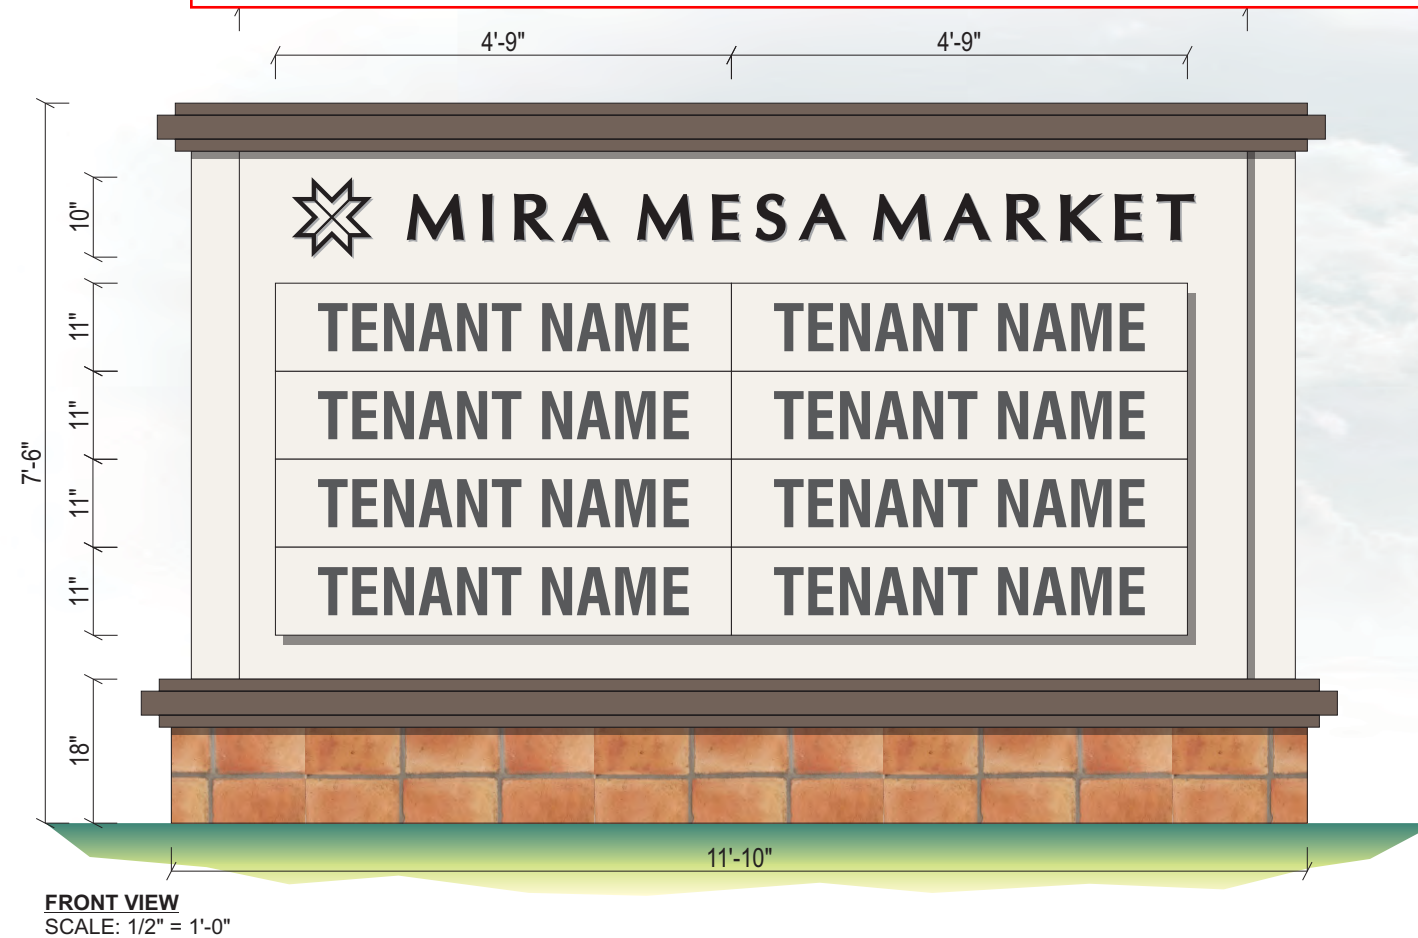 4'-9" 4'-9"
10"
MIRA MESA MARKET
11"
TENANT NAME TENANT NAME
11"
TENANT NAME TENANT NAME
7'-6"
11"
TENANT NAME TENANT NAME
11"
TENANT NAME TENANT NAME
18"
11'-10"
FRONT VIEW
SCALE: 1/2" = 1'-0"